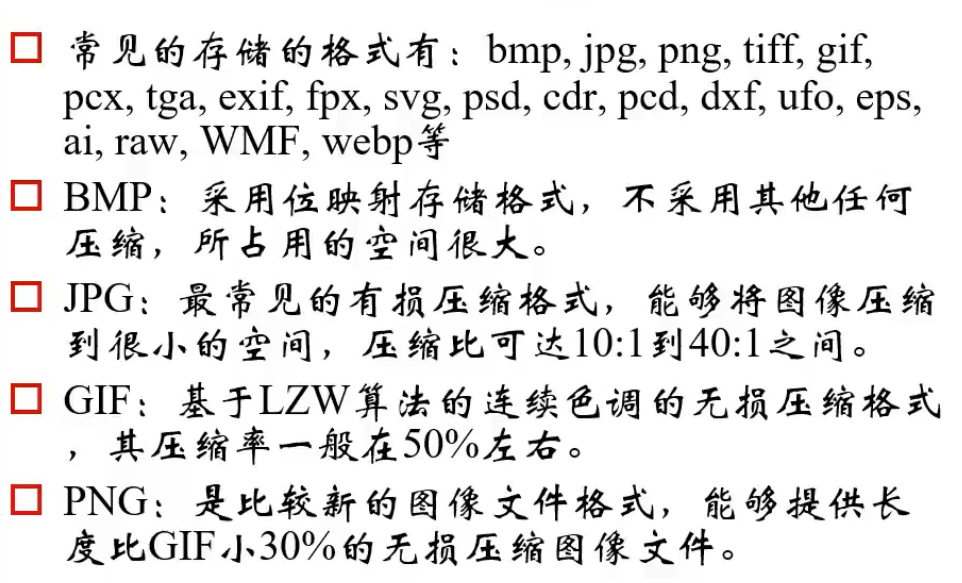 常见的存储的格式有：bmp, jpg, png, tiff, gif,
pcx, tga, exif, fpx, svg, psd, cdr, pcd, dxf, ufo, eps,
ai, raw, WMF, webp等
BMP：采用位映射存储格式，不采用其他任何
压缩，所占用的空间很大。
JPG：最常见的有损压缩格式，能够将图像压缩
到很小的空间，压缩比可达10:1到40:1之间。
GIF：基于LZW算法的连续色调的无损压缩格式
，其压缩率一般在50%左右。
PNG：是比较新的图像文件格式，能够提供长
度比GIF小30%的无损压缩图像文件。